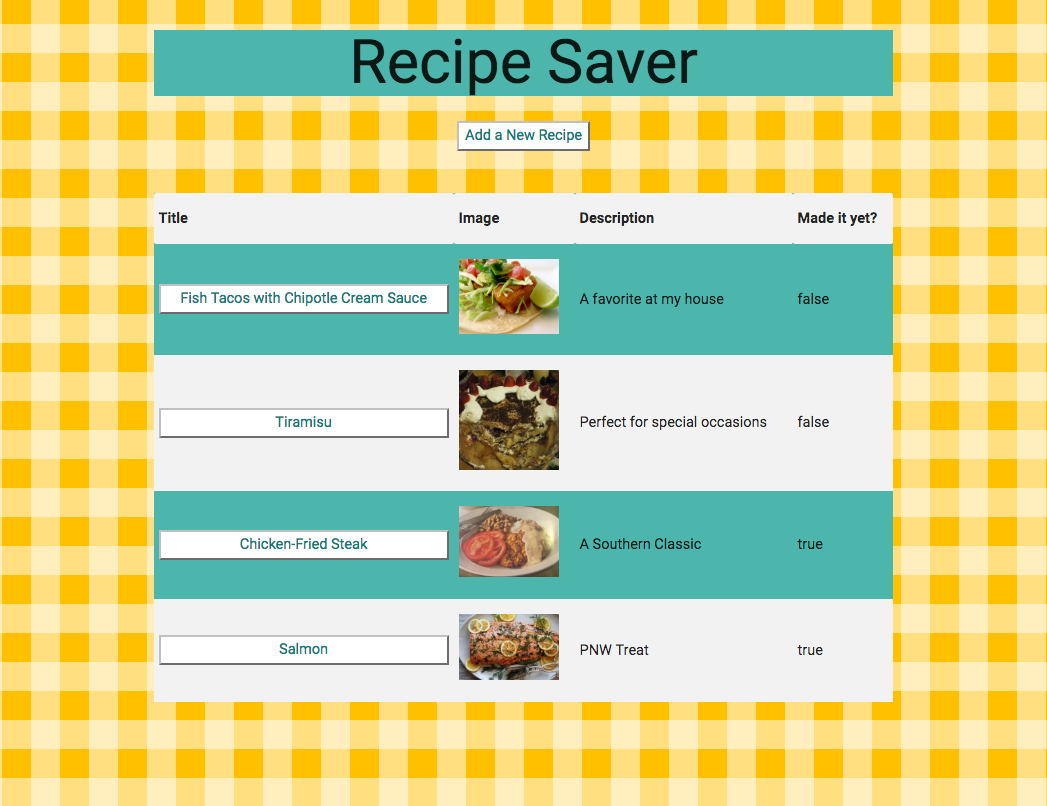 Recipe Saver
Add a New Recipe
Title Image Description Made it yet?
Fish Tacos with Chipotle Cream Sauce A favorite at my house false
Tiramisu Perfect for special occasions false
Chicken-Fried Steak A Southern Classic true
Salmon PNW Treat true